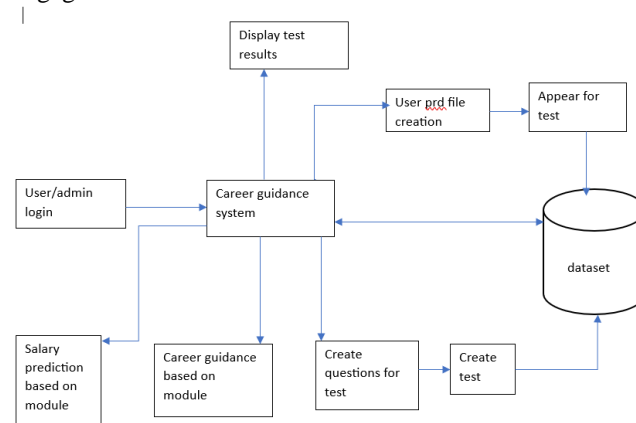 Display test
results
User prd file
creation
Appear for
test
User/admin
login
Career guidance
system
dataset
Salary
prediction
based on
module
Career guidance
based on
module
Create
questions for
test
Create
test